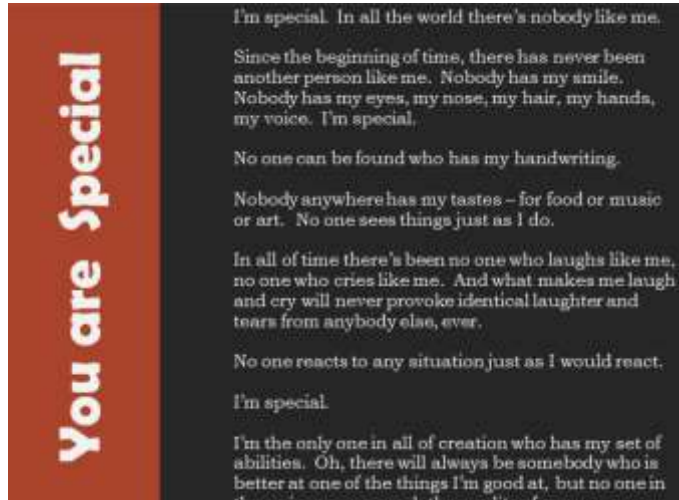 You are Special
I'm special. In all the world there's nobody like me.
Since the beginning of time, there has never been
another person like me. Nobody has my smile.
Nobody has my eyes, my nose, my hair, my hands,
my voice. I'm special.
No one can be found who has my handwriting.
Nobody anywhere has my tastes – for food or music
or art. No one sees things just as I do.
In all of time there's been no one who laughs like me,
no one who cries like me. And what makes me laugh
and cry will never provoke identical laughter and
tears from anybody else, ever.
No one reacts to any situation just as I would react.
I'm special.
I'm the only one in all of creation who has my set of
abilities. Oh, there will always be somebody who is
better at one of the things I'm good at, but no one in